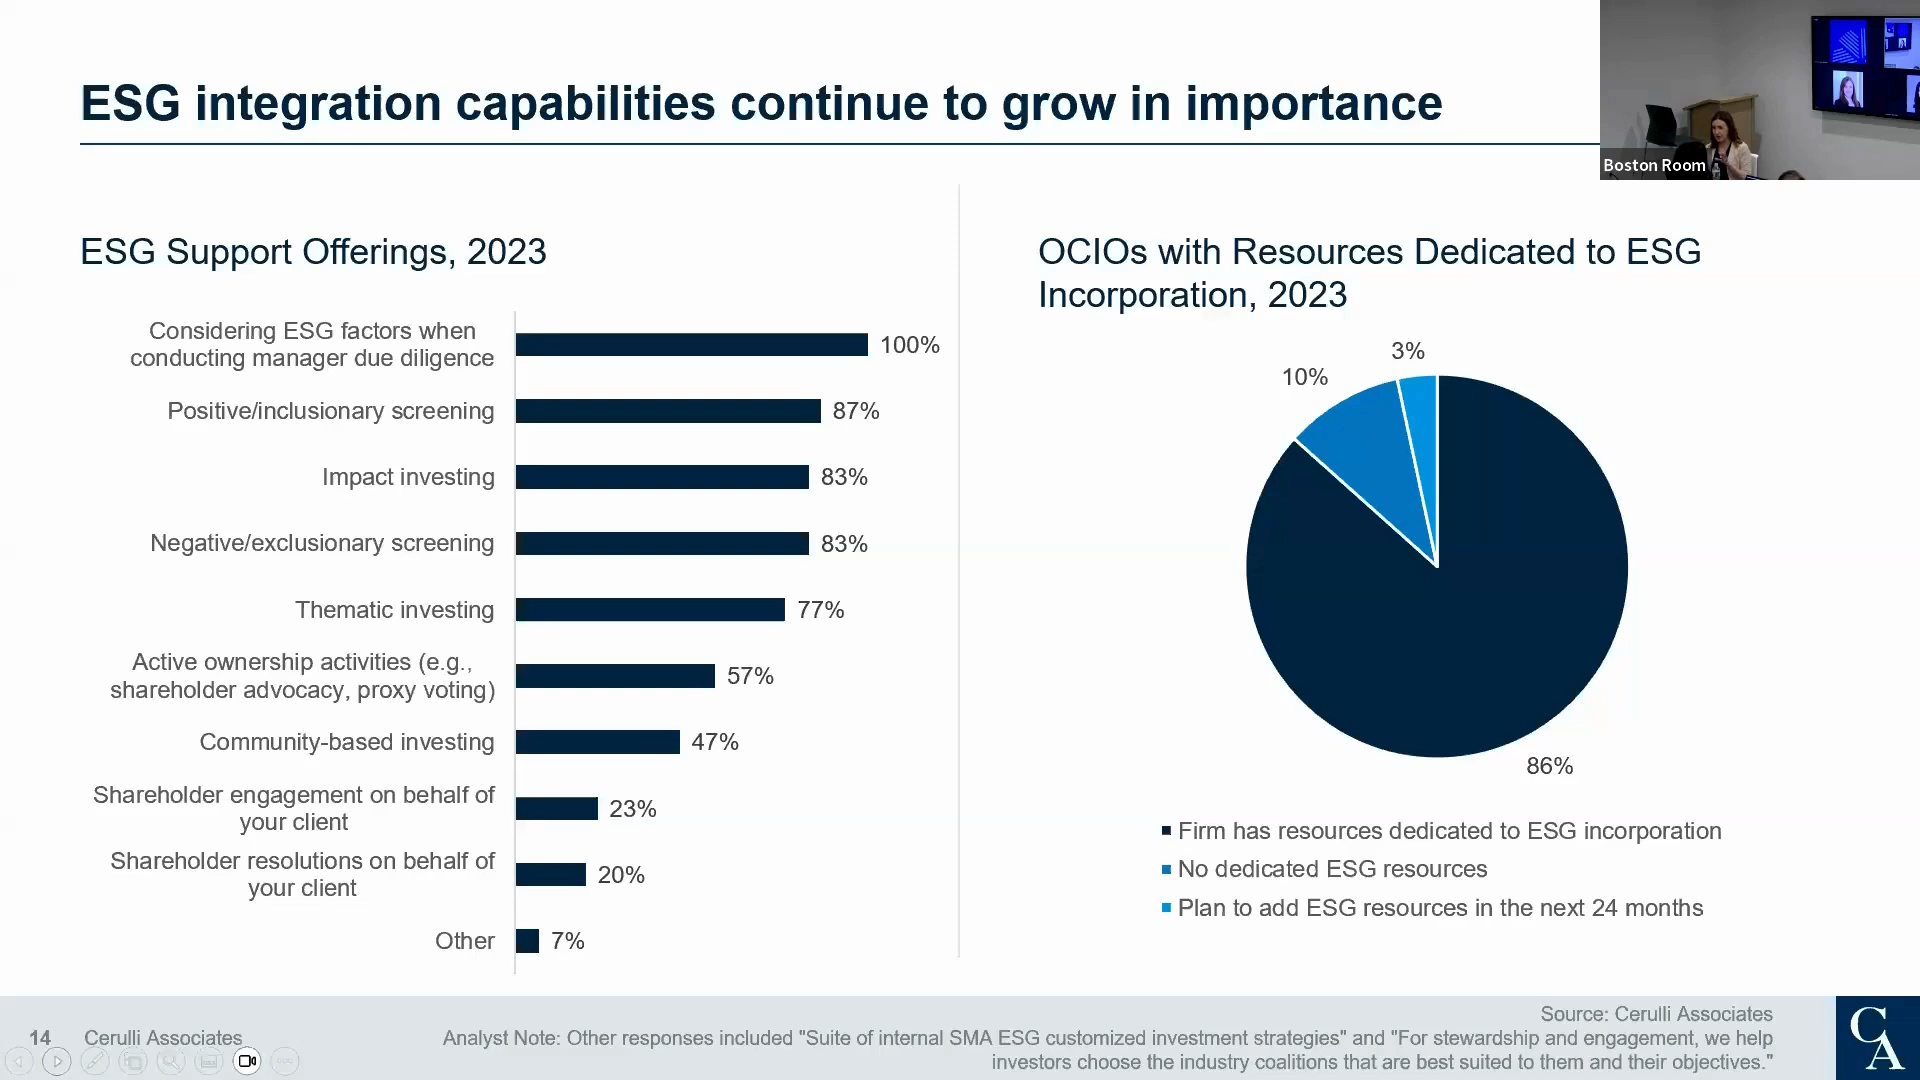 ESG integration capabilities continue to grow in importance
Boston Room
ESG Support Offerings, 2023
Considering ESG factors when
conducting manager due diligence
100%
Positive/inclusionary screening
87%
Impact investing
83%
Negative/exclusionary screening
83%
Thematic investing
77%
Active ownership activities (e.g.,
shareholder advocacy, proxy voting)
57%
Community-based investing
47%
Shareholder engagement on behalf of
your client
23%
Shareholder resolutions on behalf of
your client
20%
Other
7%
OCIOs with Resources Dedicated to ESG
Incorporation, 2023
3%
10%
86%
Firm has resources dedicated to ESG incorporation
No dedicated ESG resources
Plan to add ESG resources in the next 24 months
Source: Cerulli Associates
14 Cerulli Associates
Analyst Note: Other responses included "Suite of internal SMA ESG customized investment strategies" and "For stewardship and engagement, we help
investors choose the industry coalitions that are best suited to them and their objectives."
CA